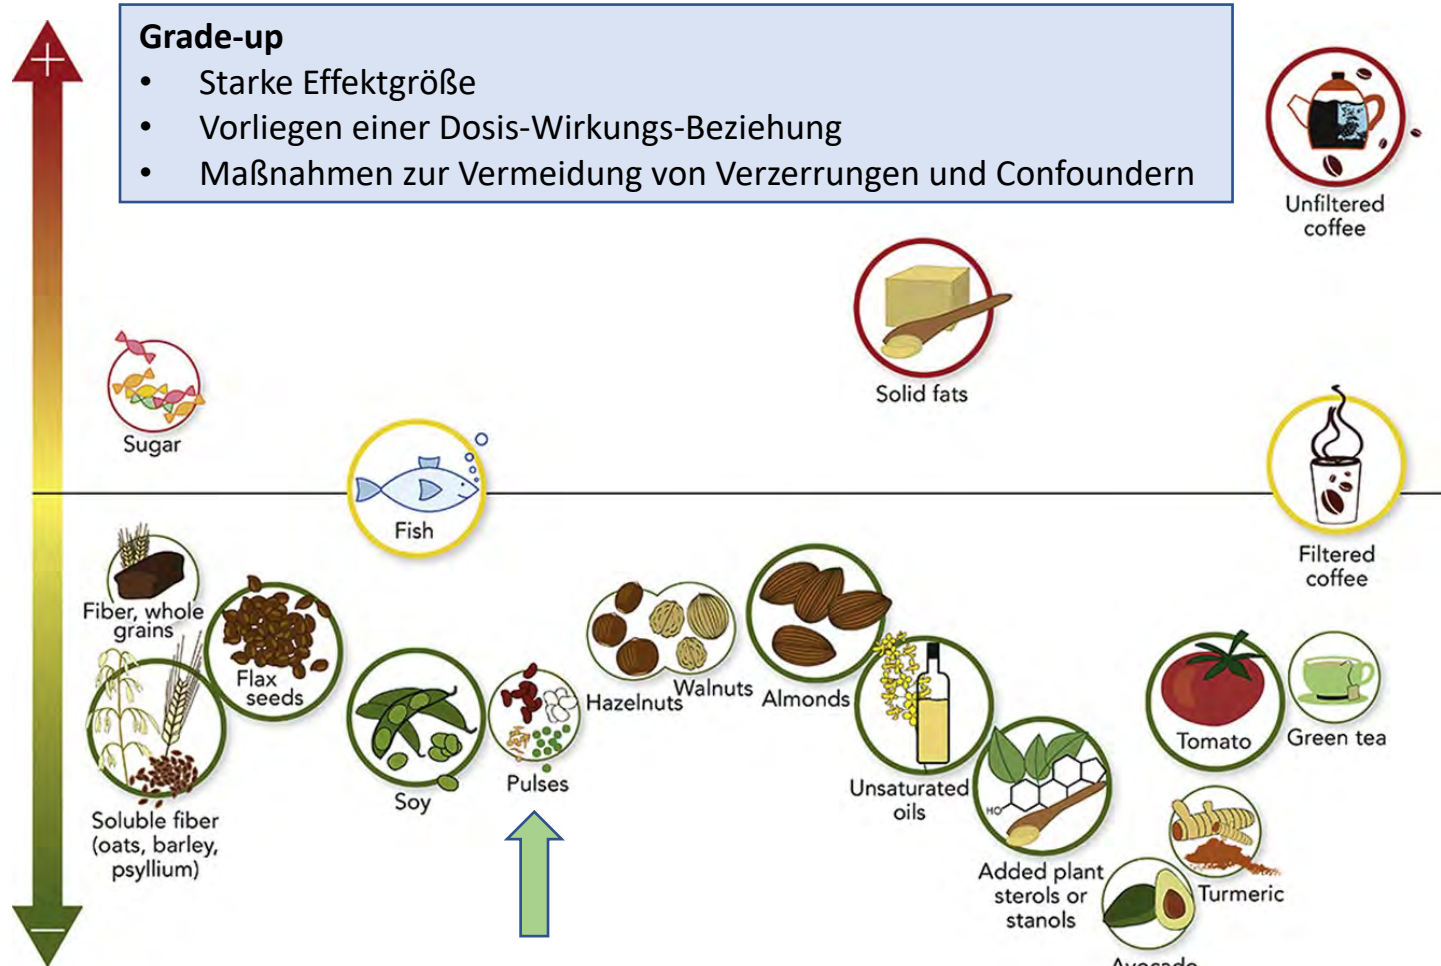 Grade-up
• Starke Effektgröße
• Vorliegen einer Dosis-Wirkungs-Beziehung
• Maßnahmen zur Vermeidung von Verzerrungen und Confoundern
Unfiltered
coffee
Solid fats
Sugar
Fish
Filtered
coffee
Fiber, whole
grains
Flax
seeds
Hazelnuts
Walnuts
Almonds
Tomato
Green tea
Pulses
Soy
Unsaturated
oils
Soluble fiber
(oats, barley,
psyllium)
HO
Added plant
sterols or
stanols
Turmeric
Avocado